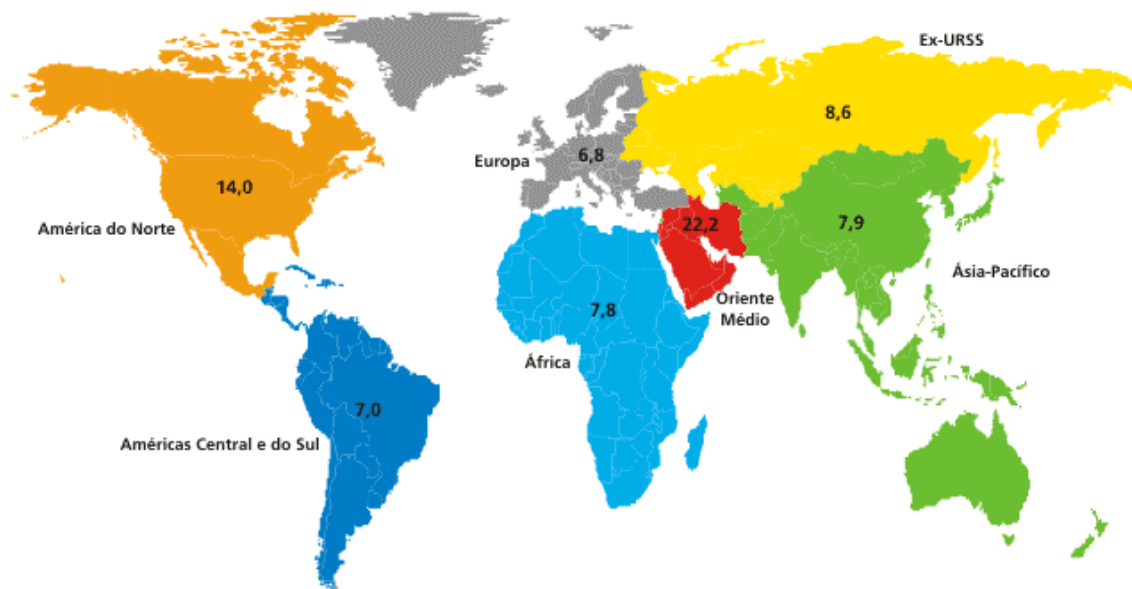 Ex-URSS
8,6
Europa
6,8
14,0
América do Norte
22,2
7,9
Ásia-Pacífico
Oriente
Médio
7,8
África
7,0
Américas Central e do Sul